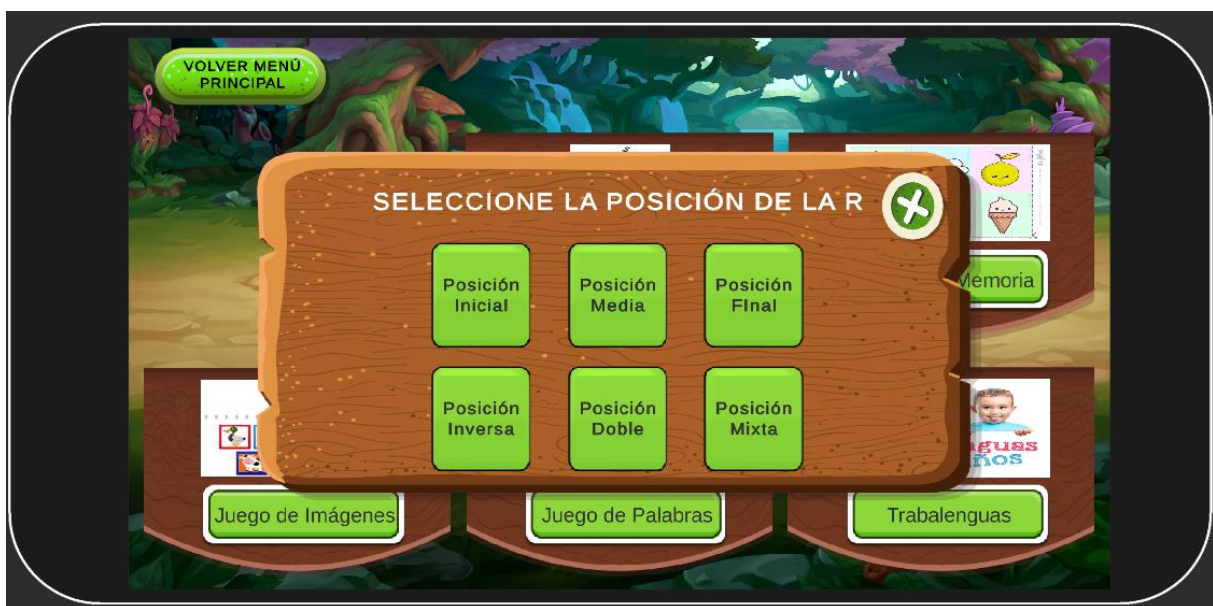 VOLVER MENÚ
PRINCIPAL
SELECCIONE LA POSICIÓN DE LA R
Posición
Inicial
Posición
Media
Posición
FInal
Memoria
Posición
Inversa
Posición
Doble
Posición
Mixta
Juego de Imágenes
Juego de Palabras
Trabalenguas